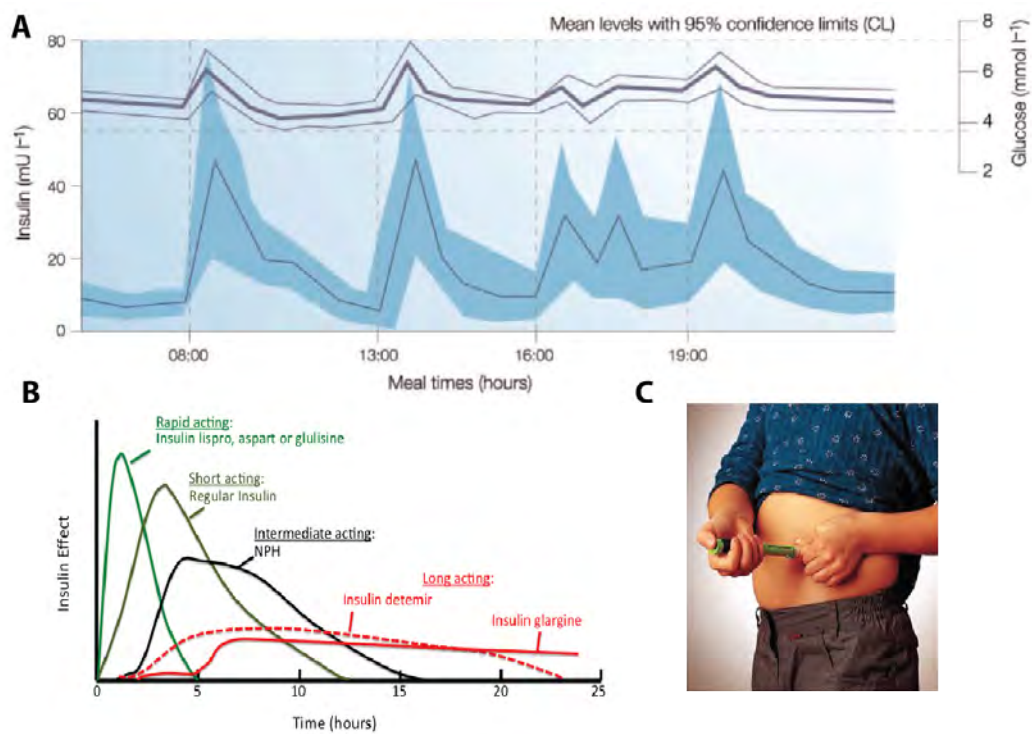 A
Mean levels with 95% confidence limits (CL)
80
60
40
20
0
Insulin (mU l⁻¹)
8
6
4
2
Glucose (mmol l⁻¹)
08:00
13:00
16:00
19:00
Meal times (hours)
B
Rapid acting:
Insulin lispro, aspart or glulisine
Short acting:
Regular Insulin
Intermediate acting:
NPH
Long acting:
Insulin detemir
Insulin glargine
Insulin Effect
0
5
10
15
20
25
Time (hours)
C